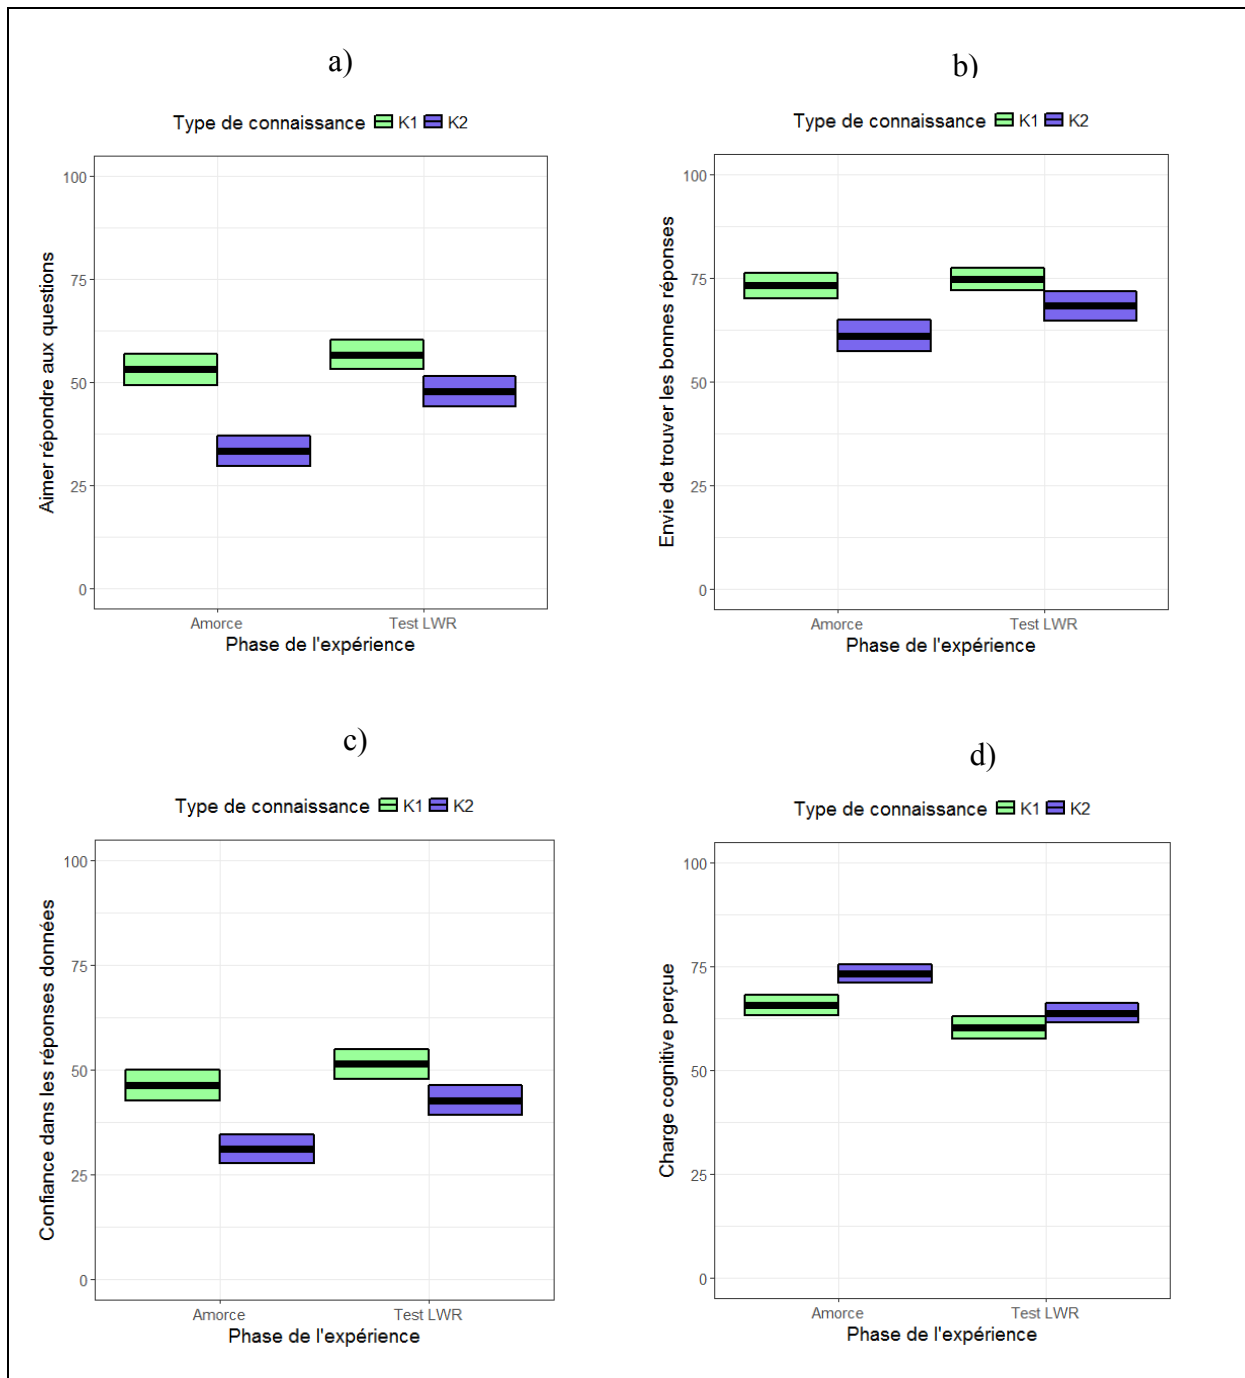 a)
Type de connaissance K1 K2
Aimer répondre aux questions
100
75
50
25
0
Amorce Test LWR
Phase de l'expérience
b)
Type de connaissance K1 K2
Envie de trouver les bonnes réponses
100
75
50
25
0
Amorce Test LWR
Phase de l'expérience
c)
Type de connaissance K1 K2
Confiance dans les réponses données
100
75
50
25
0
Amorce Test LWR
Phase de l'expérience
d)
Type de connaissance K1 K2
Charge cognitive perçue
100
75
50
25
0
Amorce Test LWR
Phase de l'expérience